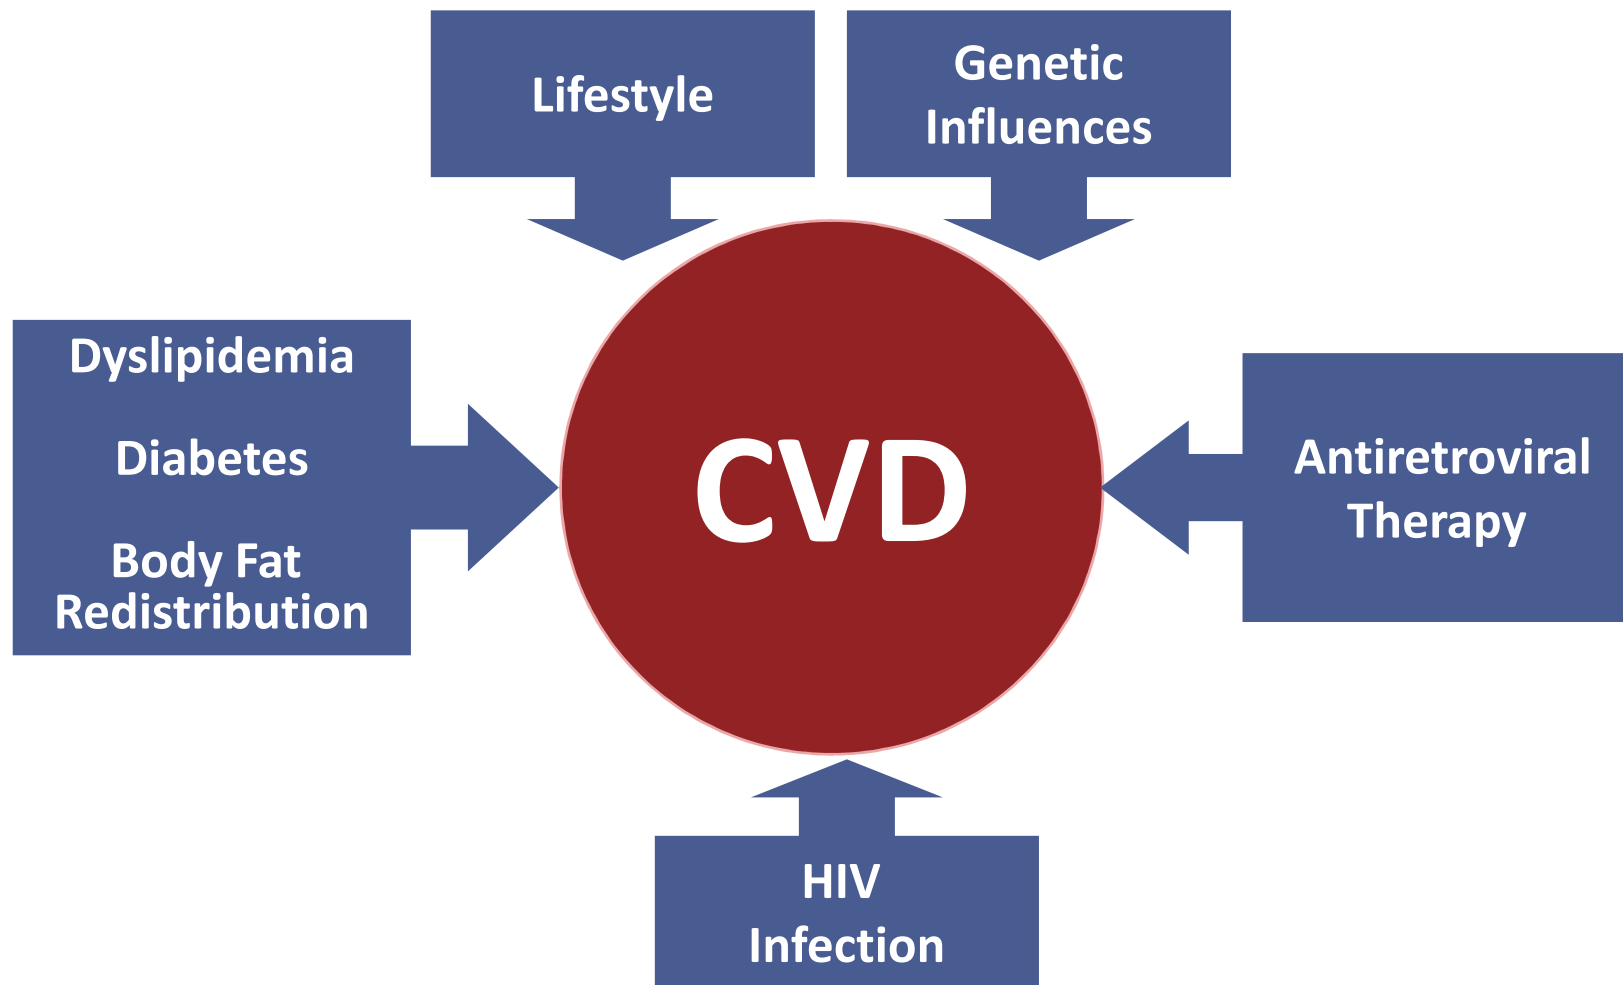 Lifestyle
Genetic
Influences
Dyslipidemia
Diabetes
Body Fat
Redistribution
CVD
Antiretroviral
Therapy
HIV
Infection